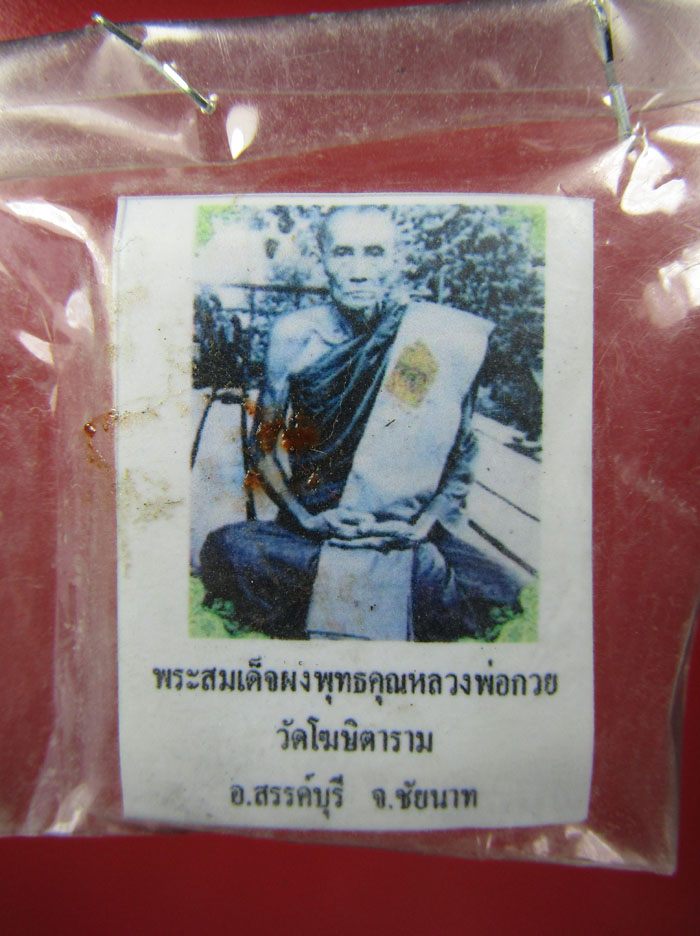 พระสมเด็จผงพุทธคุณหลวงพ่อกวย
วัดโฆษิตาราม
อ.สรรค์บุรี จ.ชัยนาท